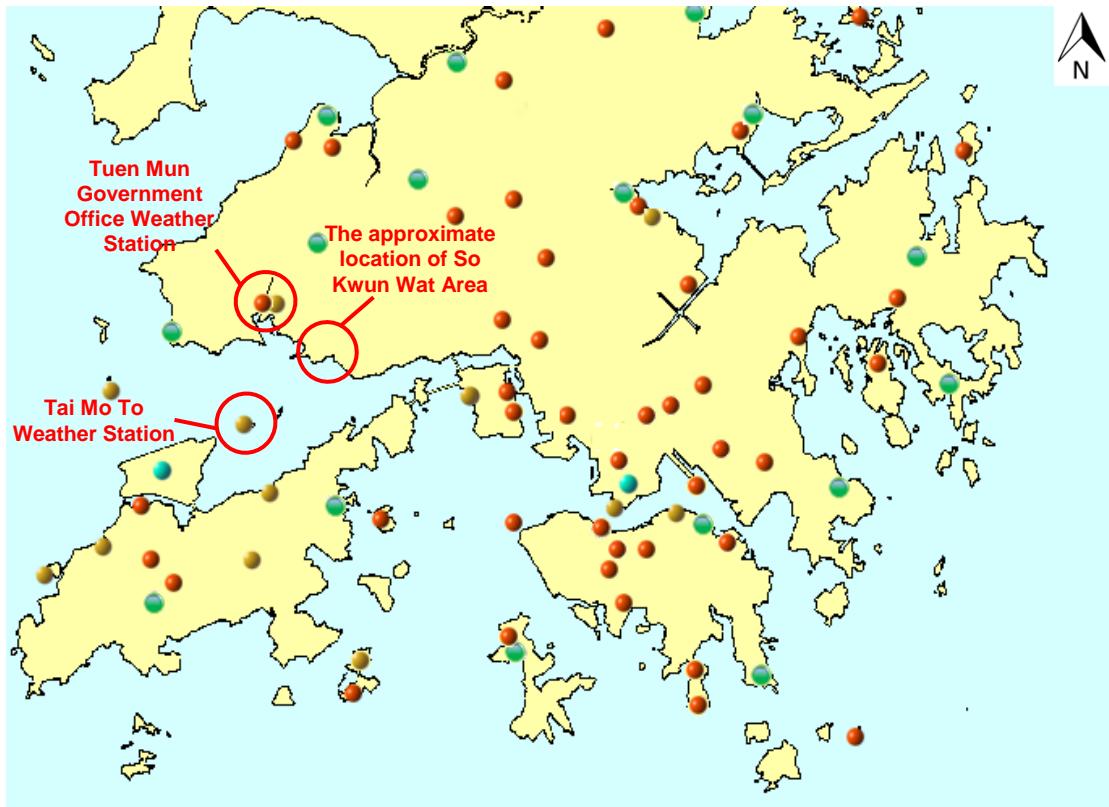 N
Tuen Mun
Government
Office Weather
Station
The approximate
location of So
Kwun Wat Area
Tai Mo To
Weather Station